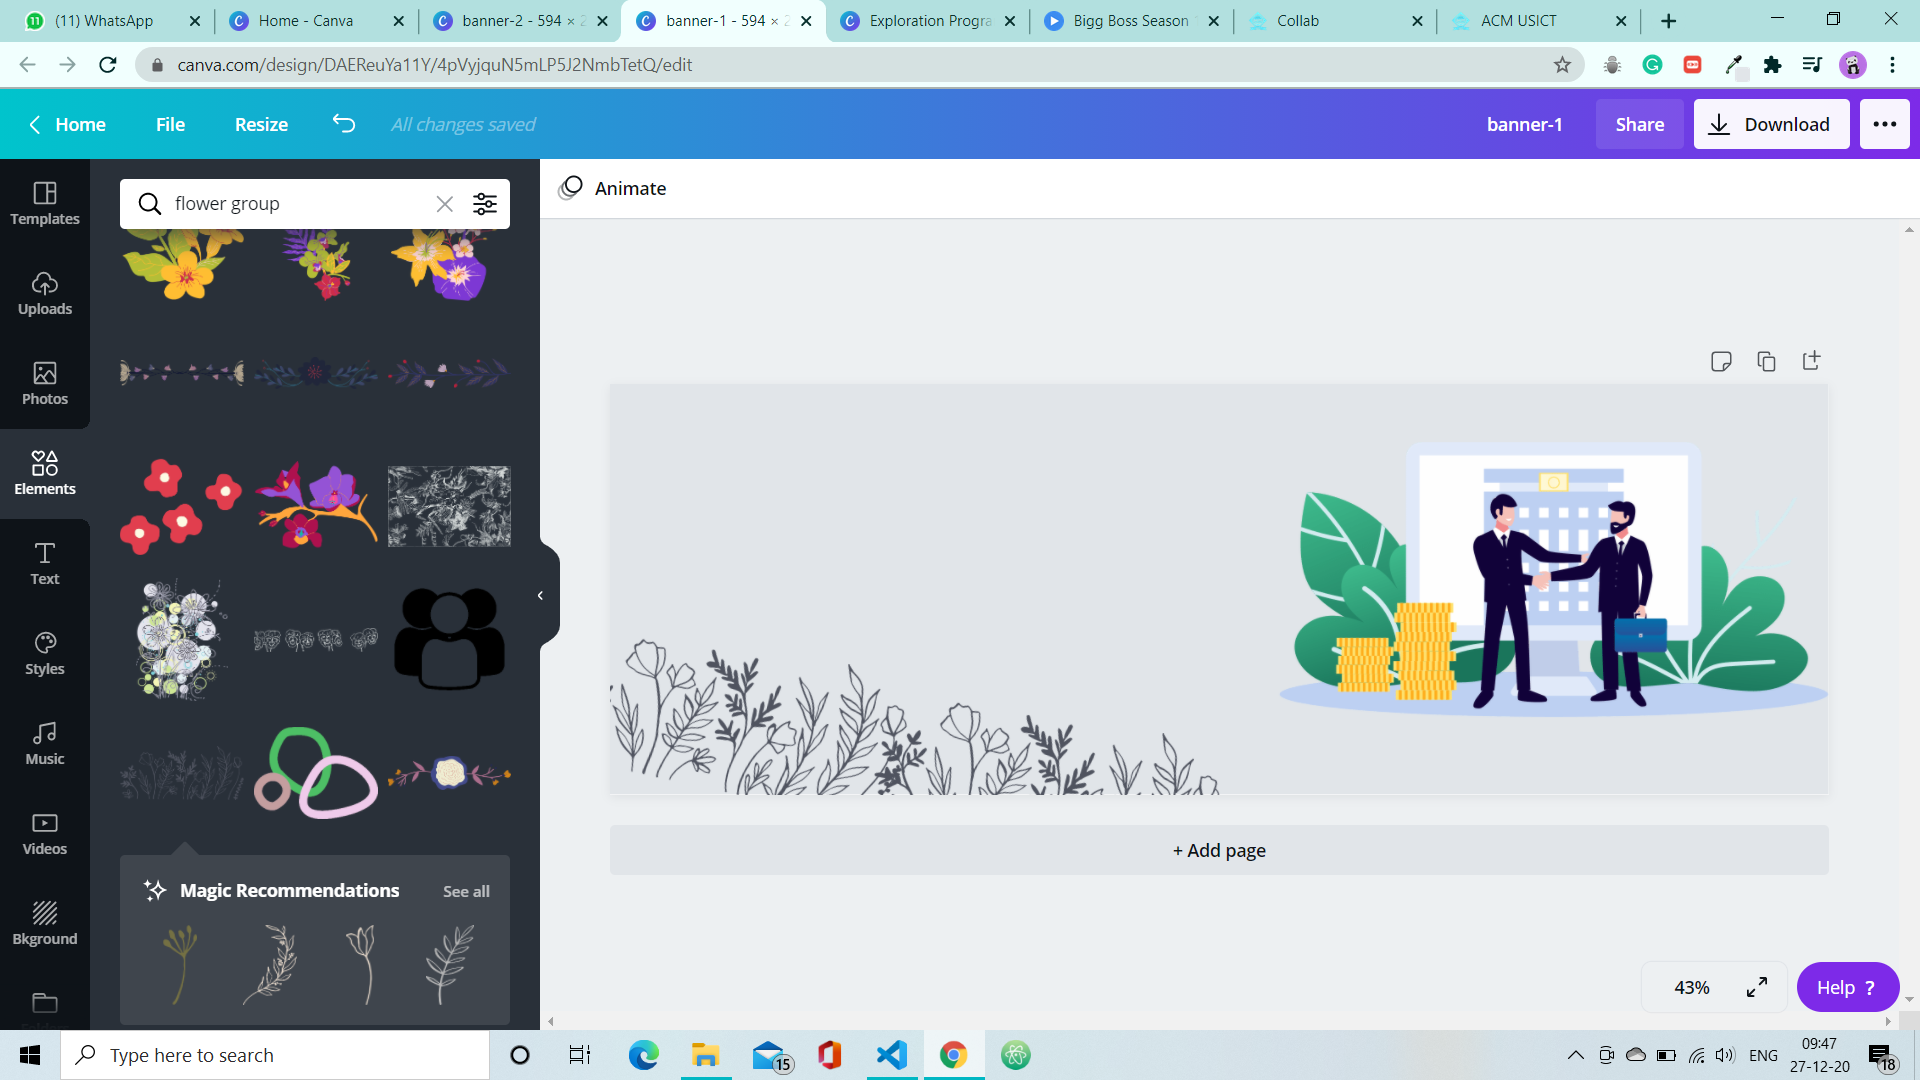 (11) WhatsApp
Home - Canva
banner-2 - 594 × 2
banner-1 - 594 × 2
Exploration Progra
Bigg Boss Season
Collab
ACM USICT
canva.com/design/DAEReuYa11Y/4pVyjquN5mLP5J2NmbTetQ/edit
Home
File
Resize
All changes saved
banner-1
Share
Download
Templates
Uploads
Photos
Elements
Text
Styles
Music
Videos
Bkground
flower group
Magic Recommendations
See all
Animate
+ Add page
43%
Help ?
Type here to search
15
ENG
09:47
27-12-20
18